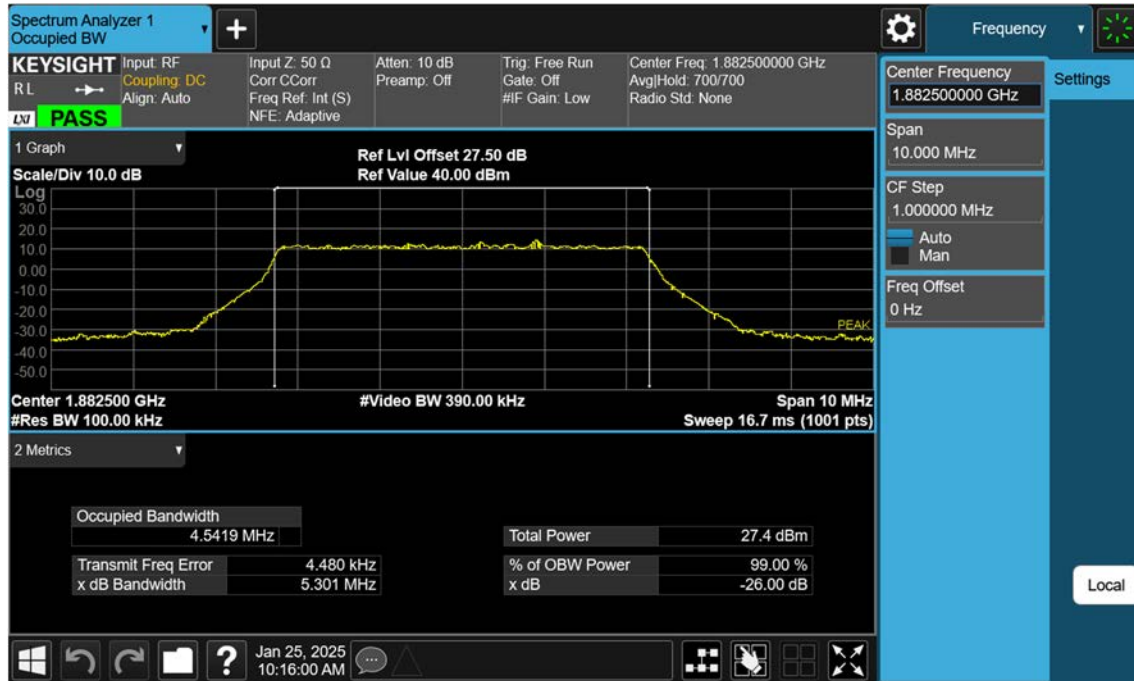 Spectrum Analyzer 1
Occupied BW
Frequency
KEYSIGHT
RL
LXI
PASS
Input: RF
Coupling: DC
Align: Auto
Input Z: 50 Ω
Corr CCorr
Freq Ref: Int (S)
NFE: Adaptive
Atten: 10 dB
Preamp: Off
Trig: Free Run
Gate: Off
#IF Gain: Low
Center Freq: 1.882500000 GHz
Avg|Hold: 700/700
Radio Std: None
Center Frequency
1.882500000 GHz
Settings
Span
10.000 MHz
CF Step
1.000000 MHz
Auto
Man
Freq Offset
0 Hz
Local
1 Graph
Scale/Div 10.0 dB
Ref Lvl Offset 27.50 dB
Ref Value 40.00 dBm
Log
30.0
20.0
10.0
0.00
-10.0
-20.0
-30.0
-40.0
-50.0
PEAK
Center 1.882500 GHz
#Video BW 390.00 kHz
Span 10 MHz
#Res BW 100.00 kHz
Sweep 16.7 ms (1001 pts)
2 Metrics
Occupied Bandwidth
4.5419 MHz
Total Power 27.4 dBm
Transmit Freq Error 4.480 kHz
% of OBW Power 99.00 %
x dB Bandwidth 5.301 MHz
x dB -26.00 dB
?
Jan 25, 2025
10:16:00 AM